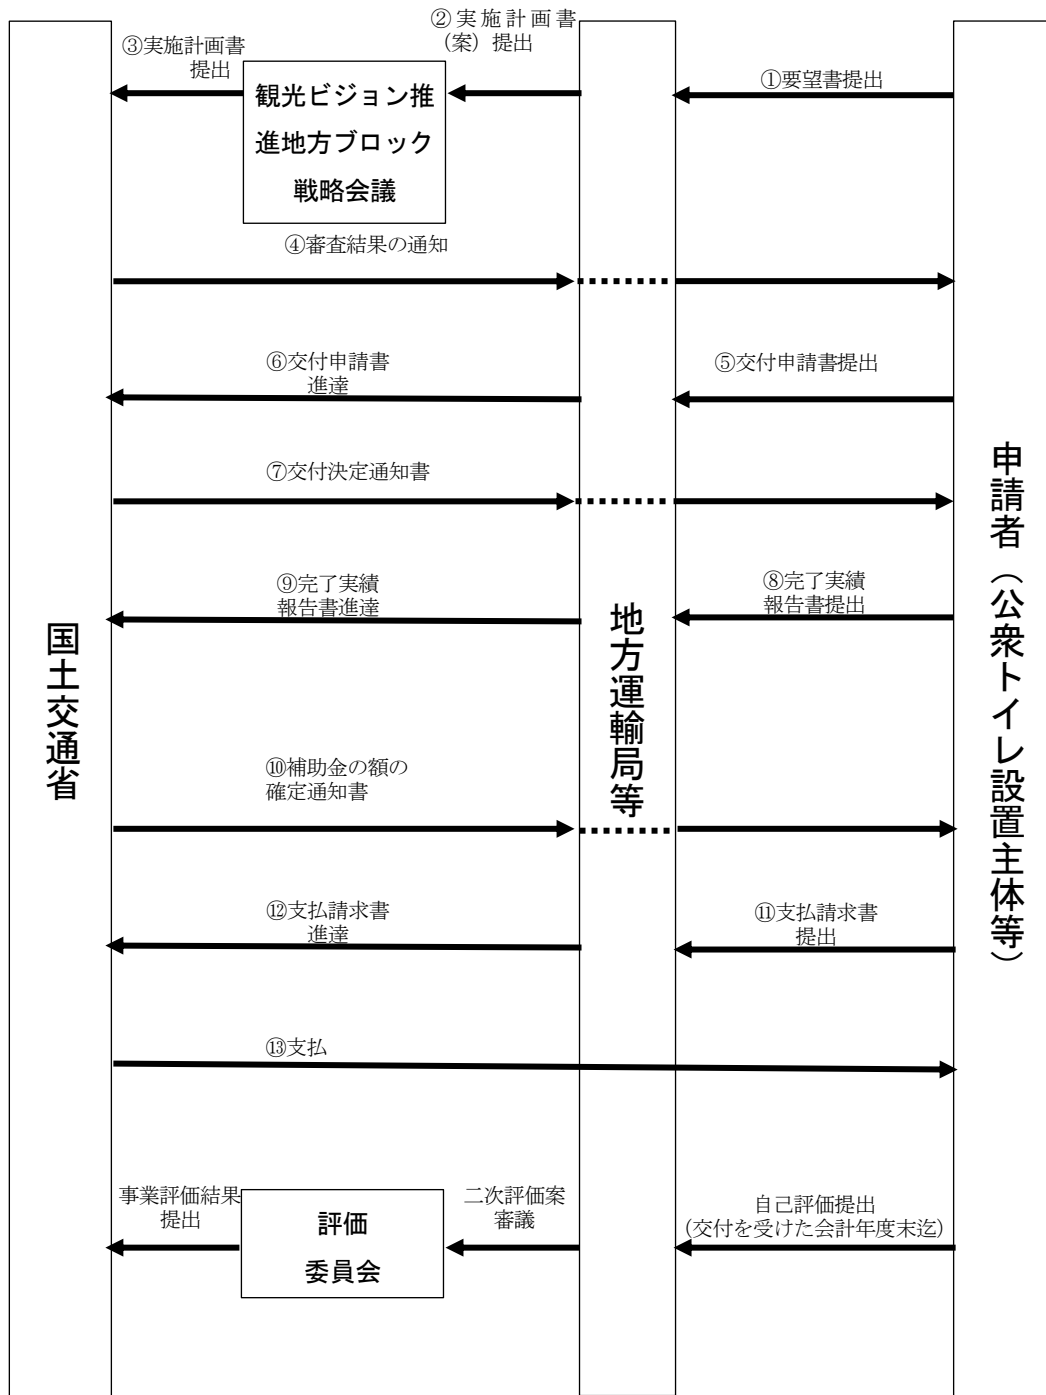 ②実施計画書
（案）提出
③実施計画書
提出
①要望書提出
観光ビジョン推
進地方ブロック
戦略会議
④審査結果の通知
⑥交付申請書
進達
⑤交付申請書提出
⑦交付決定通知書
⑨完了実績
報告書進達
⑧完了実績
報告書提出
国土交通省
地方運輸局等
申請者（公衆トイレ設置主体等）
⑩補助金の額の
確定通知書
⑫支払請求書
進達
⑪支払請求書
提出
⑬支払
事業評価結果
提出
評価
委員会
二次評価案
審議
自己評価提出
（交付を受けた会計年度末迄）